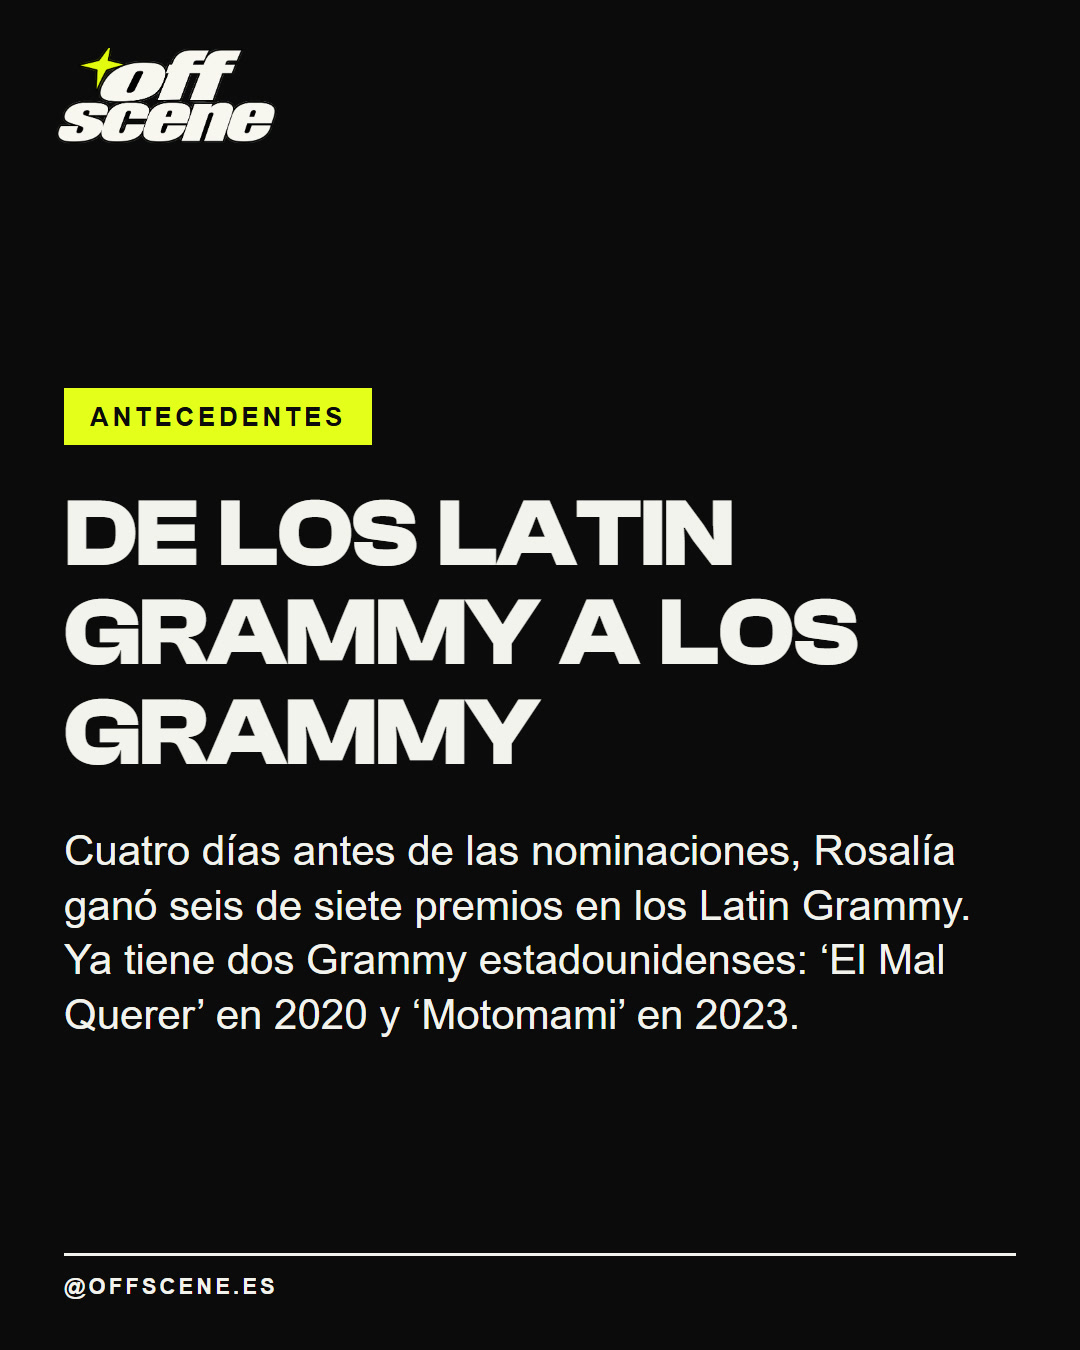 off
scene
ANTECEDENTES
DE LOS LATIN
GRAMMY A LOS
GRAMMY
Cuatro días antes de las nominaciones, Rosalía
ganó seis de siete premios en los Latin Grammy.
Ya tiene dos Grammy estadounidenses: ‘El Mal
Querer’ en 2020 y ‘Motomami’ en 2023.
@OFFSCENE.ES